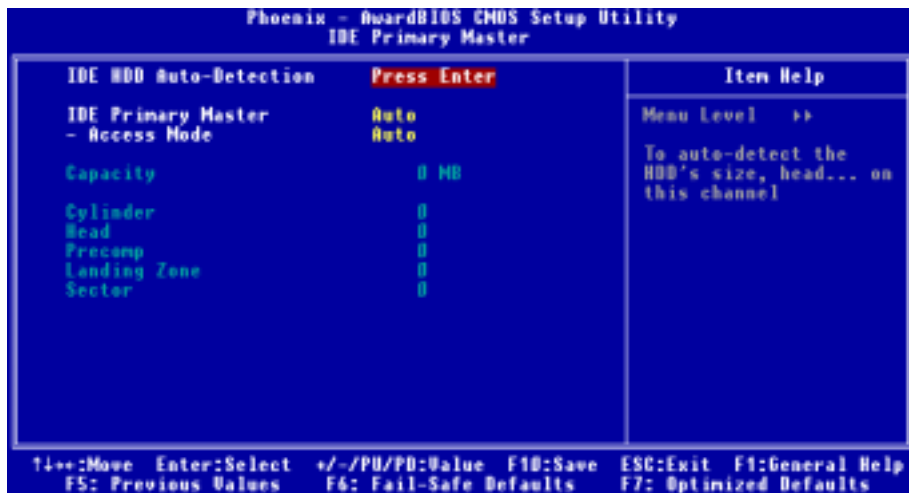 Phoenix - AwardBIOS CMOS Setup Utility
IDE Primary Master
IDE HDD Auto-Detection Press Enter
Item Help
IDE Primary Master Auto
- Access Mode Auto
Capacity 0 MB
Cylinder 0
Head 0
Precomp 0
Landing Zone 0
Sector 0
Menu Level ▸▸
To auto-detect the
HDD's size, head... on
this channel
↑↓→←:Move Enter:Select +/-/PU/PD:Value F10:Save ESC:Exit F1:General Help
F5: Previous Values F6: Fail-Safe Defaults F7: Optimized Defaults